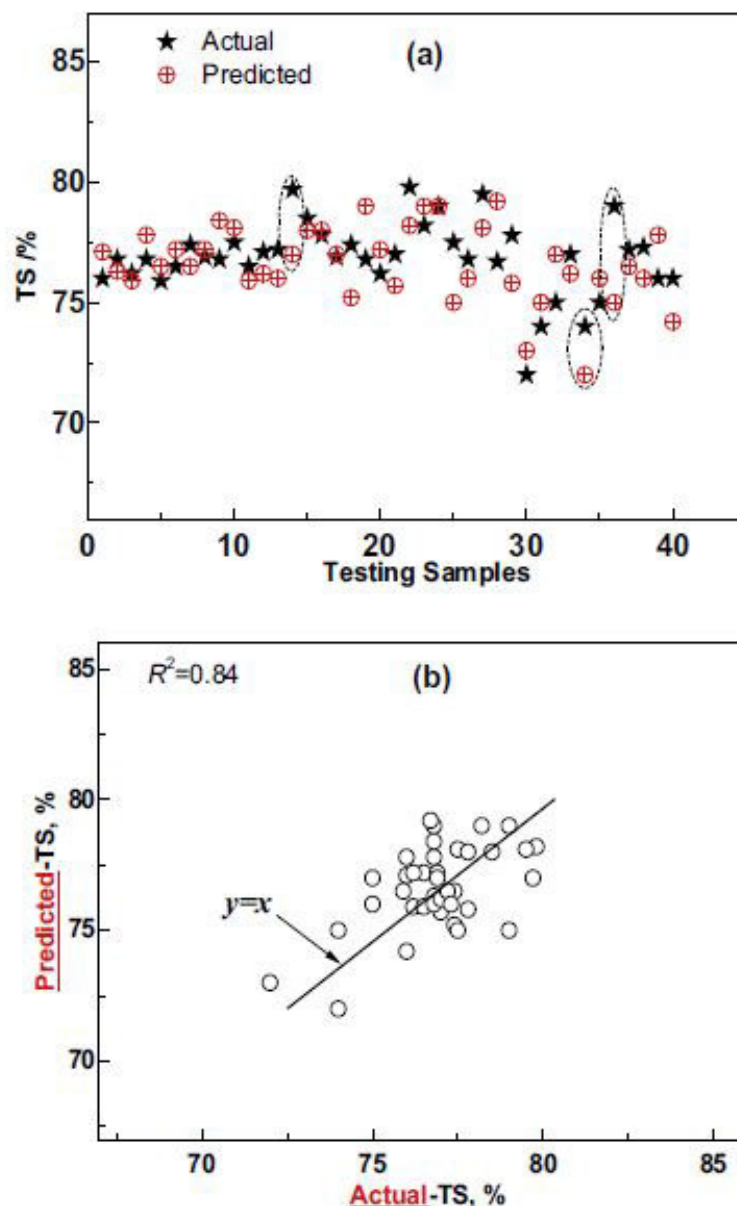 Actual
Predicted
(a)
85
80
75
70
TS /%
0 10 20 30 40
Testing Samples
R²=0.84
(b)
85
80
75
70
Predicted-TS, %
y=x
70 75 80 85
Actual-TS, %